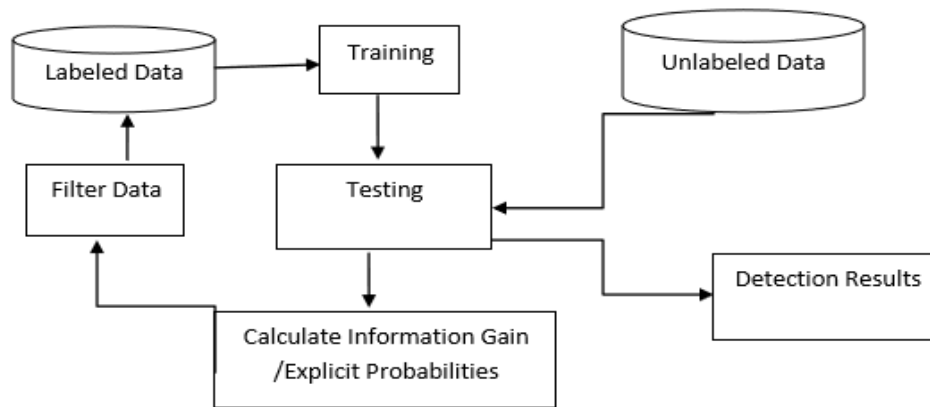 Labeled Data
Training
Unlabeled Data
Filter Data
Testing
Detection Results
Calculate Information Gain
/Explicit Probabilities